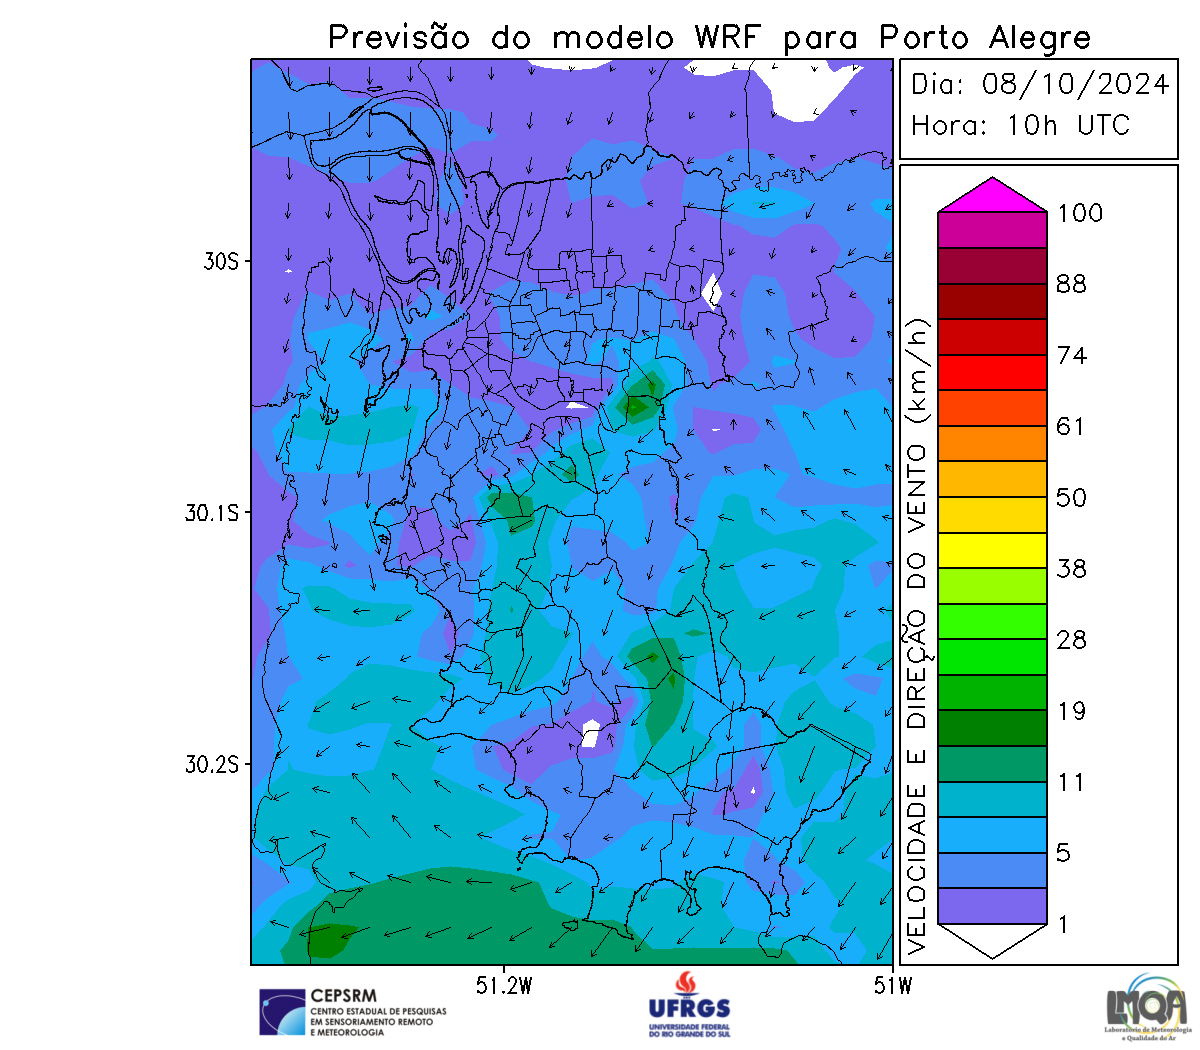 Previsão do modelo WRF para Porto Alegre
Dia: 08/10/2024
Hora: 10h UTC
30S
30.1S
30.2S
51.2W
51W
VELOCIDADE E DIREÇÃO DO VENTO (km/h)
100
88
74
61
50
38
28
19
11
5
1
CEPSRM
CENTRO ESTADUAL DE PESQUISAS
EM SENSORIAMENTO REMOTO
E METEOROLOGIA
UFRGS
UNIVERSIDADE FEDERAL
DO RIO GRANDE DO SUL
LMQA
Laboratório de Meteorologia
e Qualidade do Ar